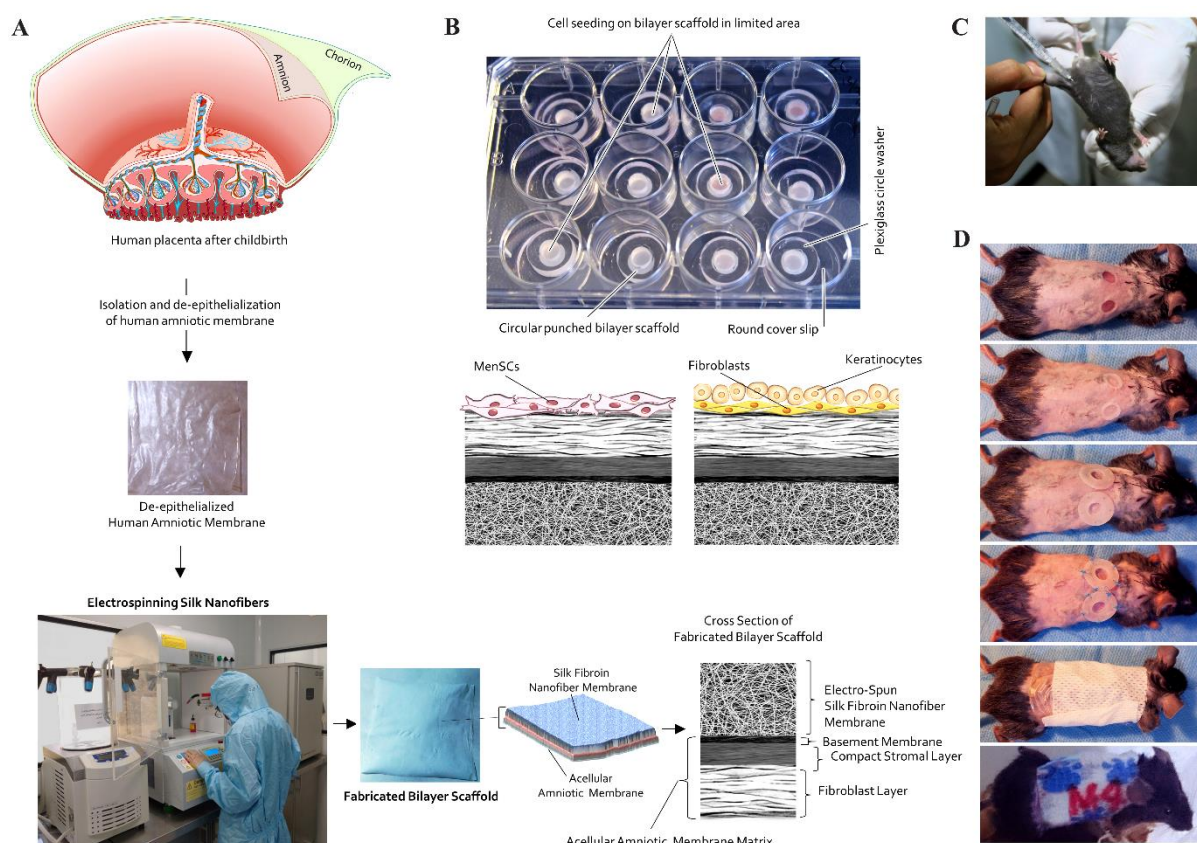 A
Chorion
Amnion
Human placenta after childbirth
Isolation and de-epithelialization
of human amniotic membrane
De-epithelialized
Human Amniotic Membrane
Electrospinning Silk Nanofibers
Fabricated Bilayer Scaffold
Silk Fibroin
Nanofiber Membrane
Acellular
Amniotic Membrane
Cross Section of
Fabricated Bilayer Scaffold
Electro-Spun
Silk Fibroin Nanofiber
Membrane
Basement Membrane
Compact Stromal Layer
Fibroblast Layer
Acellular Amniotic Membrane Matrix
B
Cell seeding on bilayer scaffold in limited area
A
B
Plexiglass circle washer
Circular punched bilayer scaffold
Round cover slip
MenSCs
Fibroblasts
Keratinocytes
C
D
M4